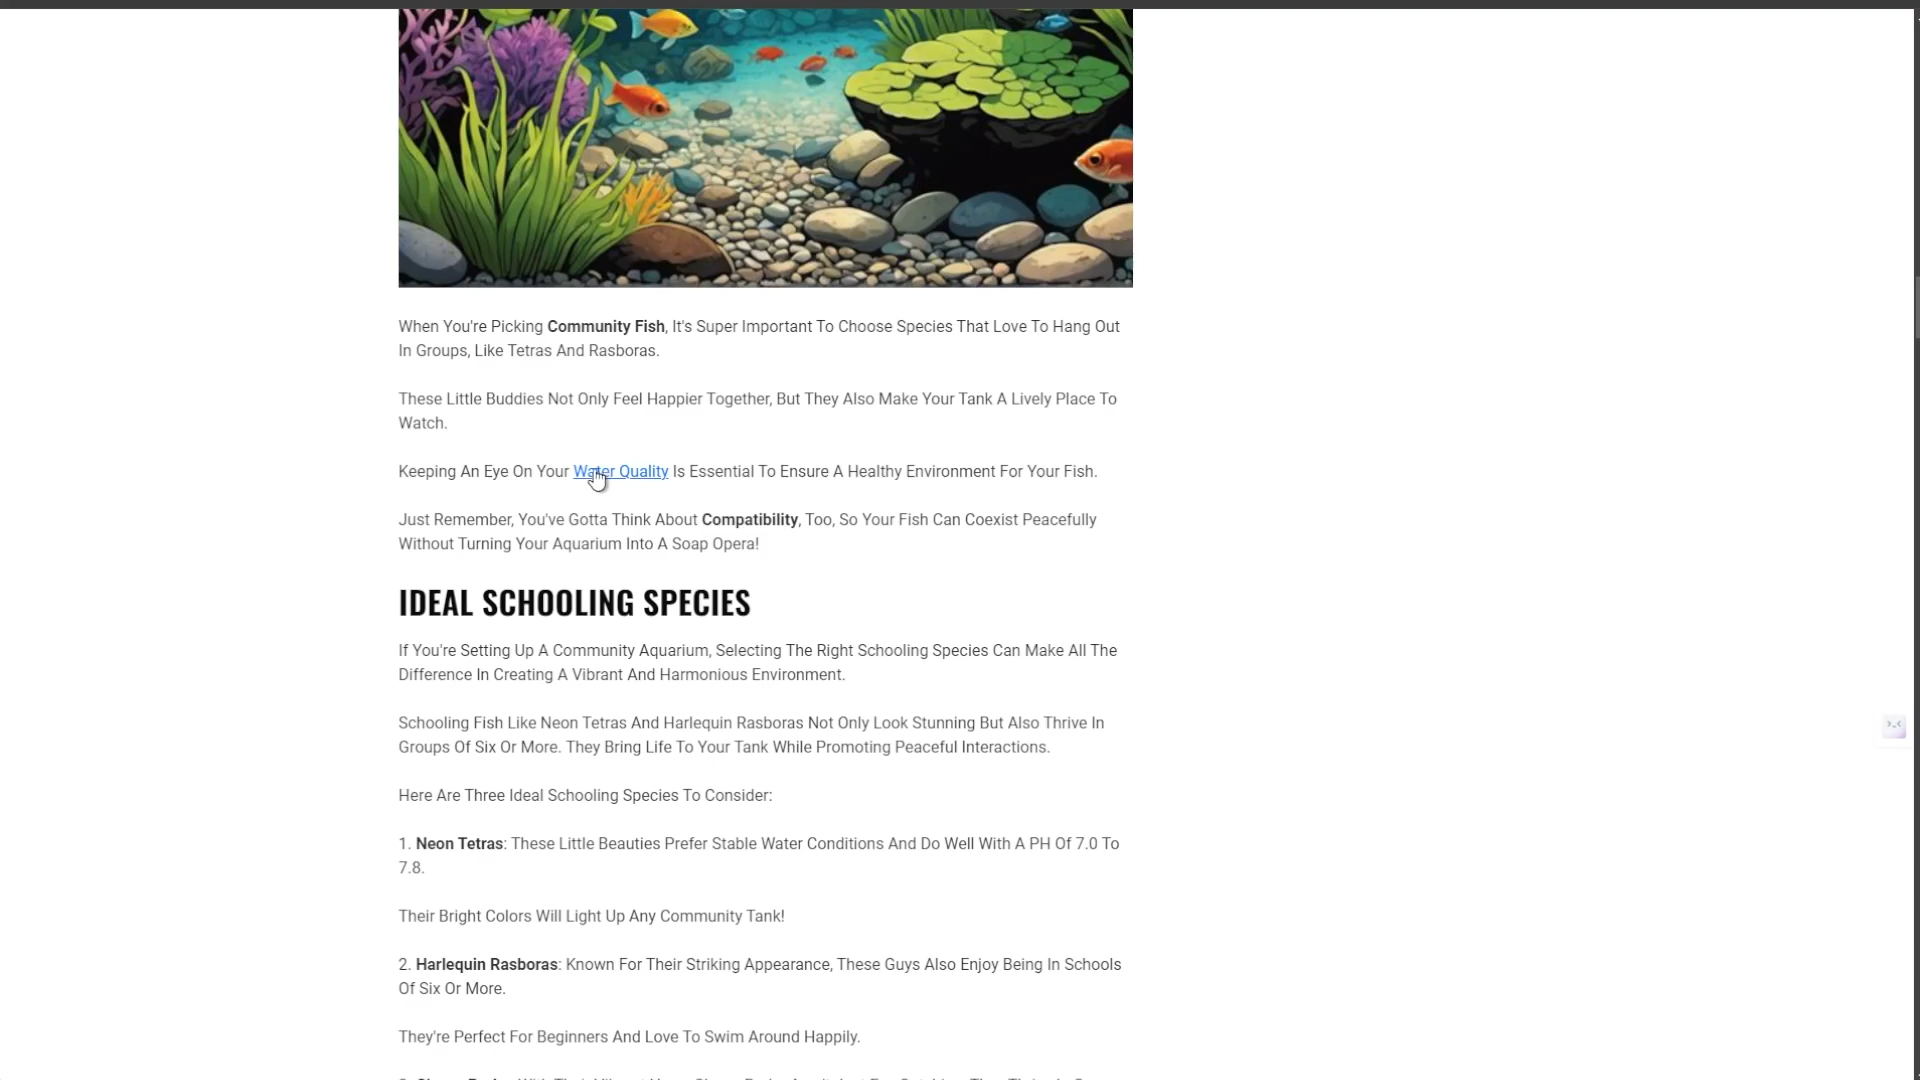 When You're Picking Community Fish, It's Super Important To Choose Species That Love To Hang Out
In Groups, Like Tetras And Rasboras.
These Little Buddies Not Only Feel Happier Together, But They Also Make Your Tank A Lively Place To
Watch.
Keeping An Eye On Your Water Quality Is Essential To Ensure A Healthy Environment For Your Fish.
Just Remember, You've Gotta Think About Compatibility, Too, So Your Fish Can Coexist Peacefully
Without Turning Your Aquarium Into A Soap Opera!
IDEAL SCHOOLING SPECIES
If You're Setting Up A Community Aquarium, Selecting The Right Schooling Species Can Make All The
Difference In Creating A Vibrant And Harmonious Environment.
Schooling Fish Like Neon Tetras And Harlequin Rasboras Not Only Look Stunning But Also Thrive In
Groups Of Six Or More. They Bring Life To Your Tank While Promoting Peaceful Interactions.
Here Are Three Ideal Schooling Species To Consider:
1. Neon Tetras: These Little Beauties Prefer Stable Water Conditions And Do Well With A PH Of 7.0 To
7.8.
Their Bright Colors Will Light Up Any Community Tank!
2. Harlequin Rasboras: Known For Their Striking Appearance, These Guys Also Enjoy Being In Schools
Of Six Or More.
They're Perfect For Beginners And Love To Swim Around Happily.